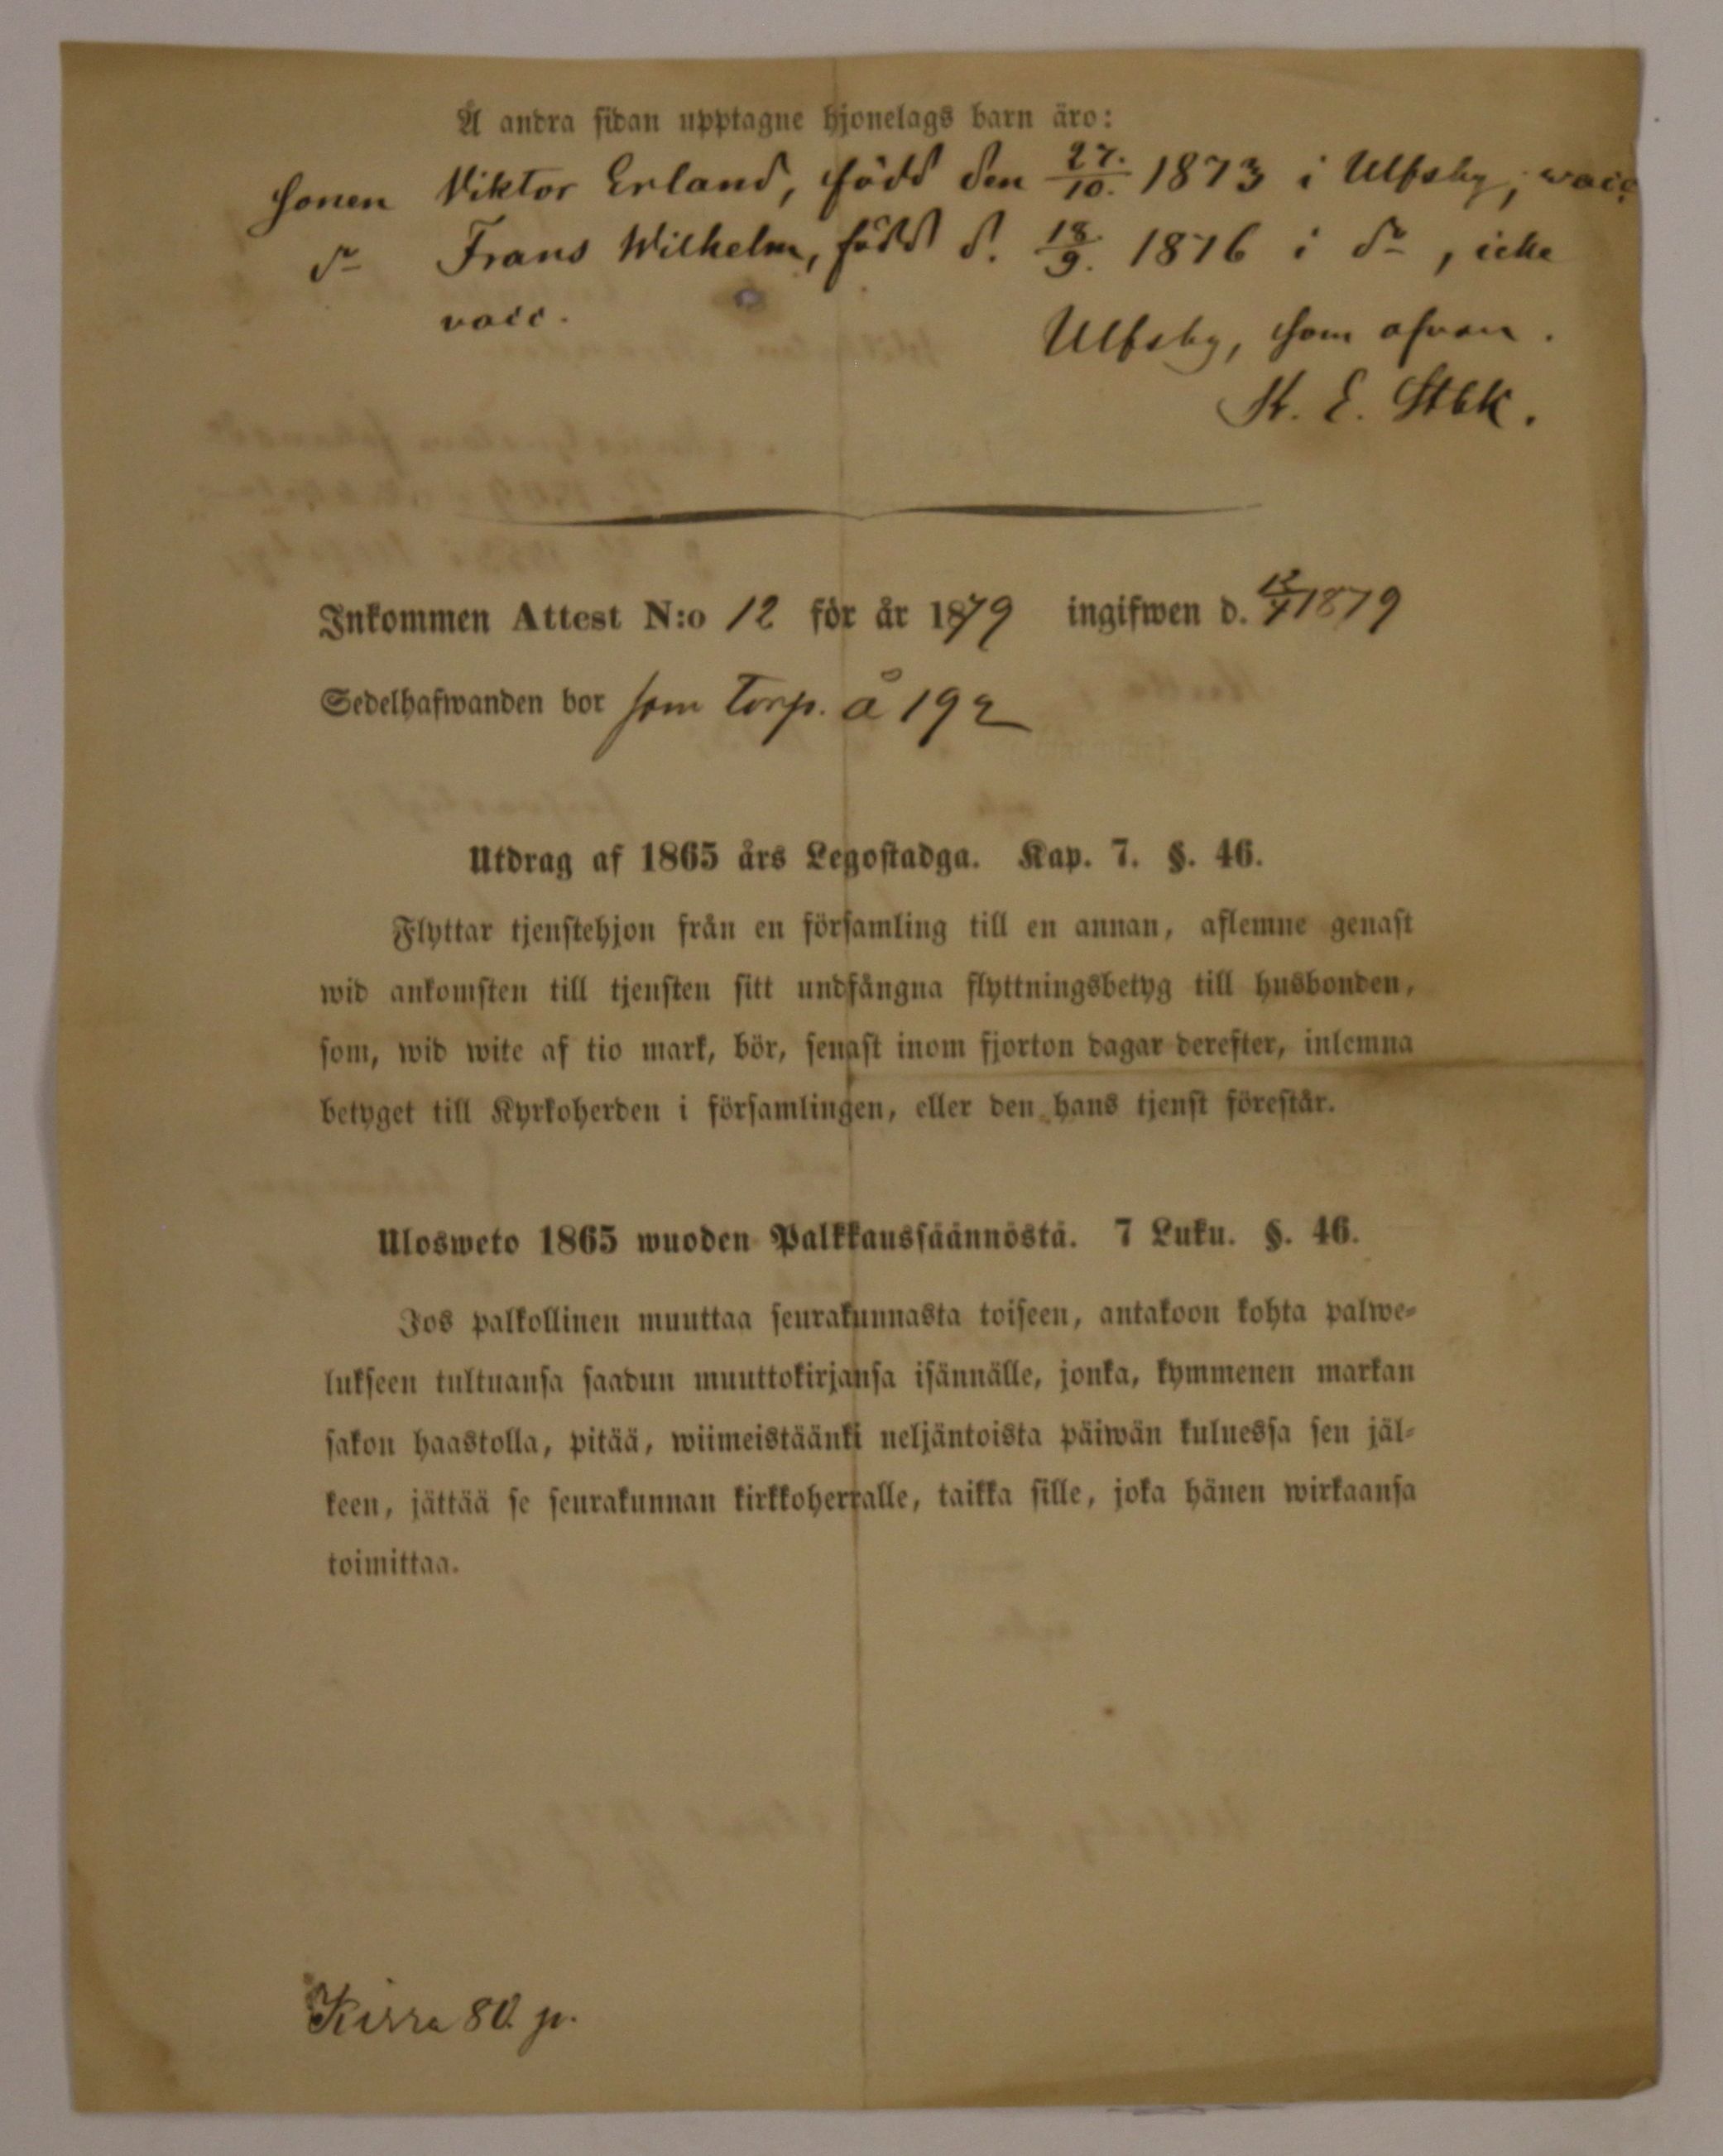 Å andra sidan upptagne hjonelags barn äro:
sonen Viktor Erland, född den 27./10. 1873 i Ulfsby, vacc.
do Frans Wilhelm, född d. 18./9. 1876 i do, icke
vacc.
Ulfsby, som ofvan.
K. E. Stbk.
Inkommen Attest N:o 12 för år 1879 ingifwen d. 13/4 1879
Sedelhafwanden bor som Torp. å 192
Utdrag af 1865 års Legostadga. Kap. 7. §. 46.
Flyttar tjenstehjon från en församling till en annan, aflemne genast
wid ankomsten till tjensten sitt undfångna flyttningsbetyg till husbonden,
som, wid wite af tio mark, bör, senast inom fjorton dagar derefter, inlemna
betyget till Kyrkoherden i församlingen, eller den hans tjenst förestår.
Ulosweto 1865 wuoden Palkkaussäännöstä. 7 Luku. §. 46.
Jos palkollinen muuttaa seurakunnasta toiseen, antakoon kohta palwe-
lukseen tultuansa saadun muuttokirjansa isännälle, jonka, kymmenen markan
sakon haastolla, pitää, wiimeistäänki neljäntoista päiwän kuluessa sen jäl-
keen, jättää se seurakunnan kirkkoherralle, taikka sille, joka hänen wirkaansa
toimittaa.
80 p.